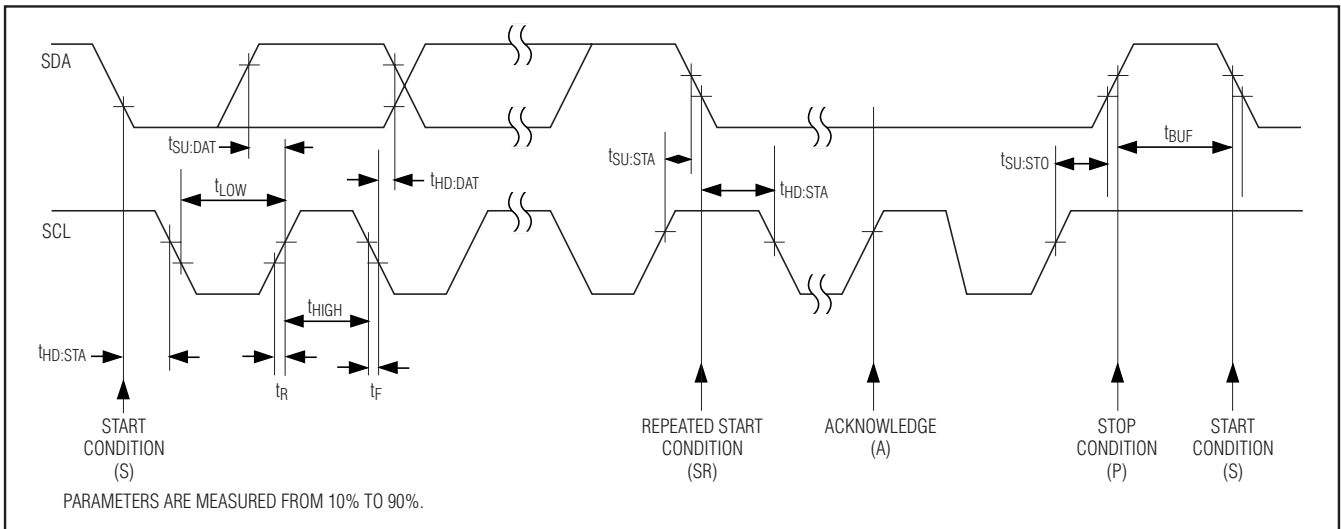 SDA
tSU:DAT
tLOW
tHD:DAT
tSU:STA
tHD:STA
tSU:STO
tBUF
SCL
tHIGH
tHD:STA
tR
tF
START
CONDITION
(S)
REPEATED START
CONDITION
(SR)
ACKNOWLEDGE
(A)
STOP
CONDITION
(P)
START
CONDITION
(S)
PARAMETERS ARE MEASURED FROM 10% TO 90%.